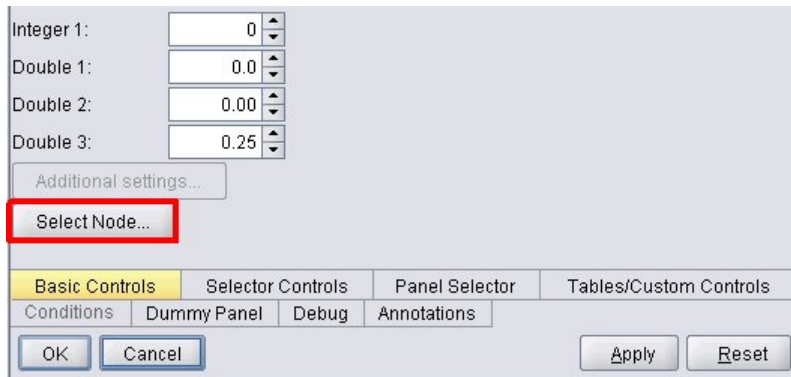 Integer 1: 0
Double 1: 0.0
Double 2: 0.00
Double 3: 0.25
Additional settings...
Select Node...
Basic Controls Selector Controls Panel Selector Tables/Custom Controls
Conditions Dummy Panel Debug Annotations
OK Cancel Apply Reset